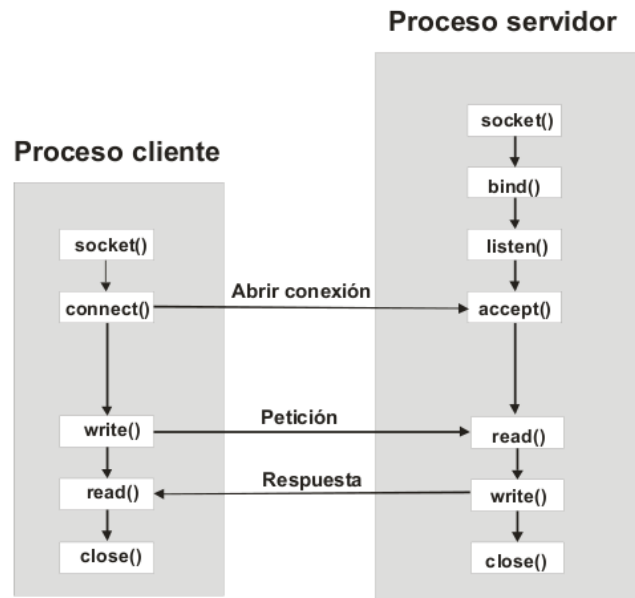 Proceso servidor
socket()
bind()
listen()
accept()
read()
write()
close()
Proceso cliente
socket()
connect()
write()
read()
close()
Abrir conexión
Petición
Respuesta